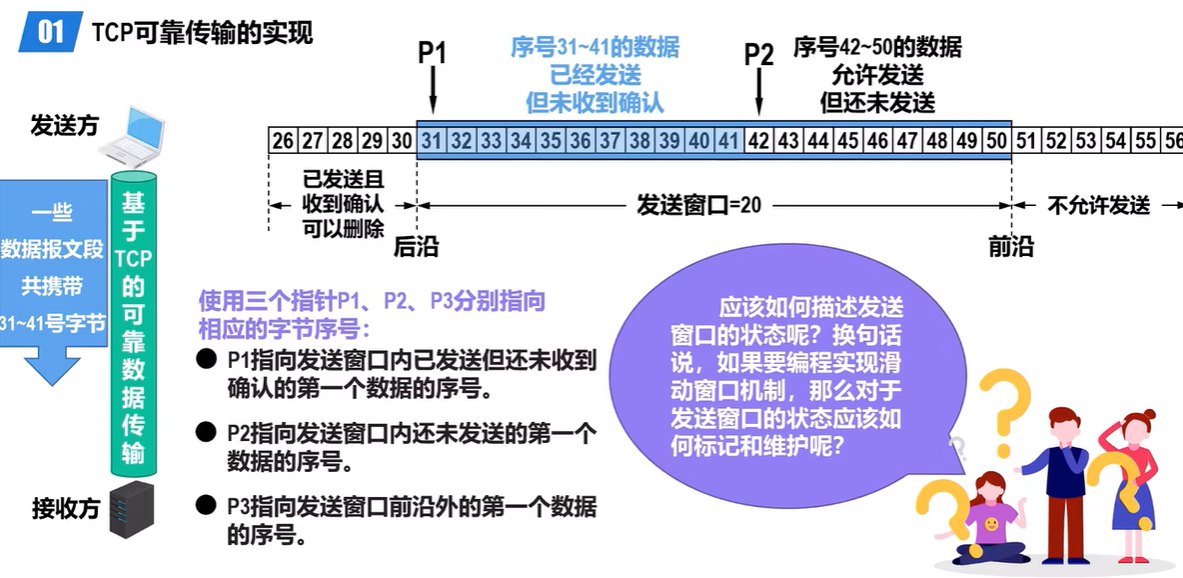 01
TCP可靠传输的实现
P1
序号31~41的数据
已经发送
但未收到确认
P2
序号42~50的数据
允许发送
但还未发送
发送方
26 27 28 29 30 31 32 33 34 35 36 37 38 39 40 41 42 43 44 45 46 47 48 49 50 51 52 53 54 55 56
已发送且
收到确认
可以删除
发送窗口=20
不允许发送
后沿
前沿
一些
数据报文段
共携带
31~41号字节
基于TCP的可靠数据传输
使用三个指针P1、P2、P3分别指向
相应的字节序号：
● P1指向发送窗口内已发送但还未收到
确认的第一个数据的序号。
● P2指向发送窗口内还未发送的第一个
数据的序号。
● P3指向发送窗口前沿外的第一个数据
的序号。
应该如何描述发送
窗口的状态呢？换句话
说，如果要编程实现滑
动窗口机制，那么对于
发送窗口的状态应该如
何标记和维护呢？
接收方